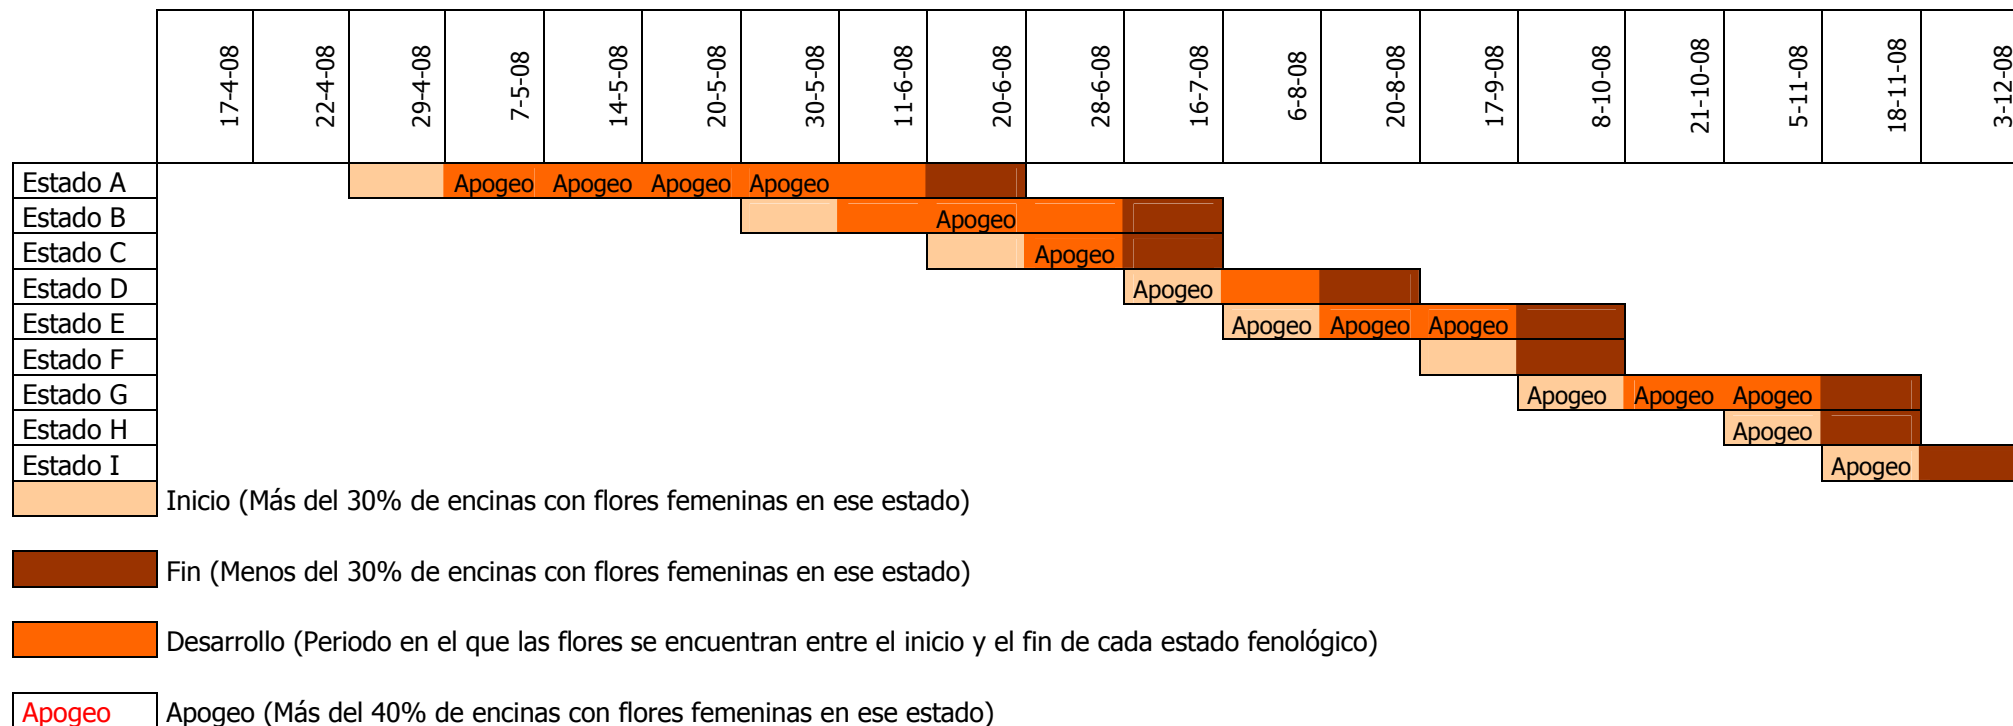 17-4-08 22-4-08 29-4-08 7-5-08 14-5-08 20-5-08 30-5-08 11-6-08 20-6-08 28-6-08 16-7-08 6-8-08 20-8-08 17-9-08 8-10-08 21-10-08 5-11-08 18-11-08 3-12-08
Estado A Apogeo Apogeo Apogeo Apogeo
Estado B Apogeo
Estado C Apogeo
Estado D Apogeo
Estado E Apogeo Apogeo Apogeo
Estado F
Estado G Apogeo Apogeo Apogeo
Estado H Apogeo
Estado I Apogeo
Inicio (Más del 30% de encinas con flores femeninas en ese estado)
Fin (Menos del 30% de encinas con flores femeninas en ese estado)
Desarrollo (Periodo en el que las flores se encuentran entre el inicio y el fin de cada estado fenológico)
Apogeo Apogeo (Más del 40% de encinas con flores femeninas en ese estado)